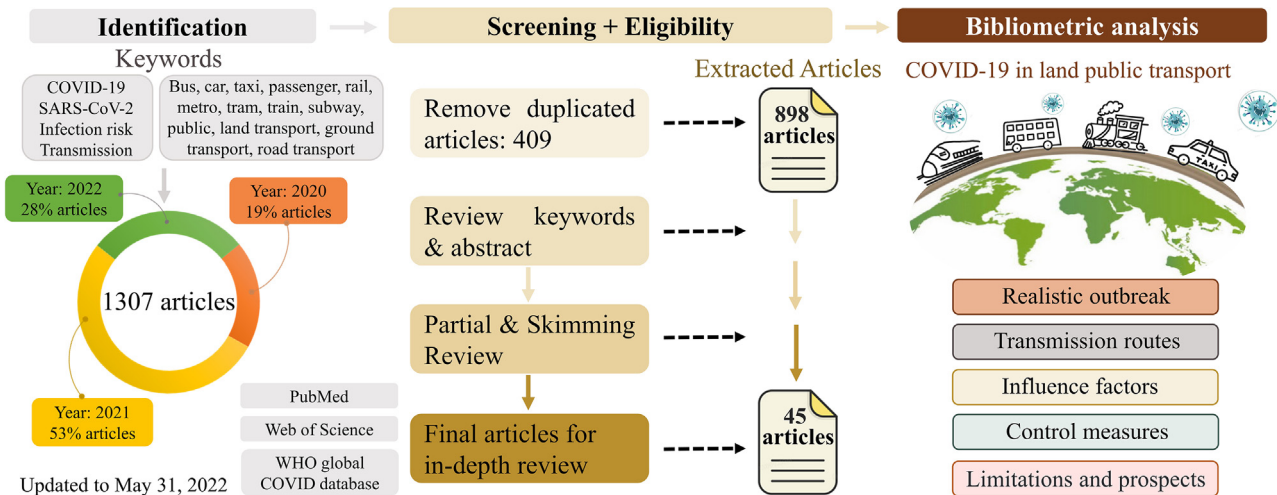 Identification
Keywords
COVID-19
SARS-CoV-2
Infection risk
Transmission
Bus, car, taxi, passenger, rail,
metro, tram, train, subway,
public, land transport, ground
transport, road transport
Year: 2022
28% articles
Year: 2020
19% articles
1307 articles
Year: 2021
53% articles
PubMed
Web of Science
WHO global
COVID database
Updated to May 31, 2022
Screening + Eligibility
Extracted Articles
Remove duplicated
articles: 409
898
articles
Review keywords
& abstract
Partial & Skimming
Review
Final articles for
in-depth review
45
articles
Bibliometric analysis
COVID-19 in land public transport
TAXI
Realistic outbreak
Transmission routes
Influence factors
Control measures
Limitations and prospects